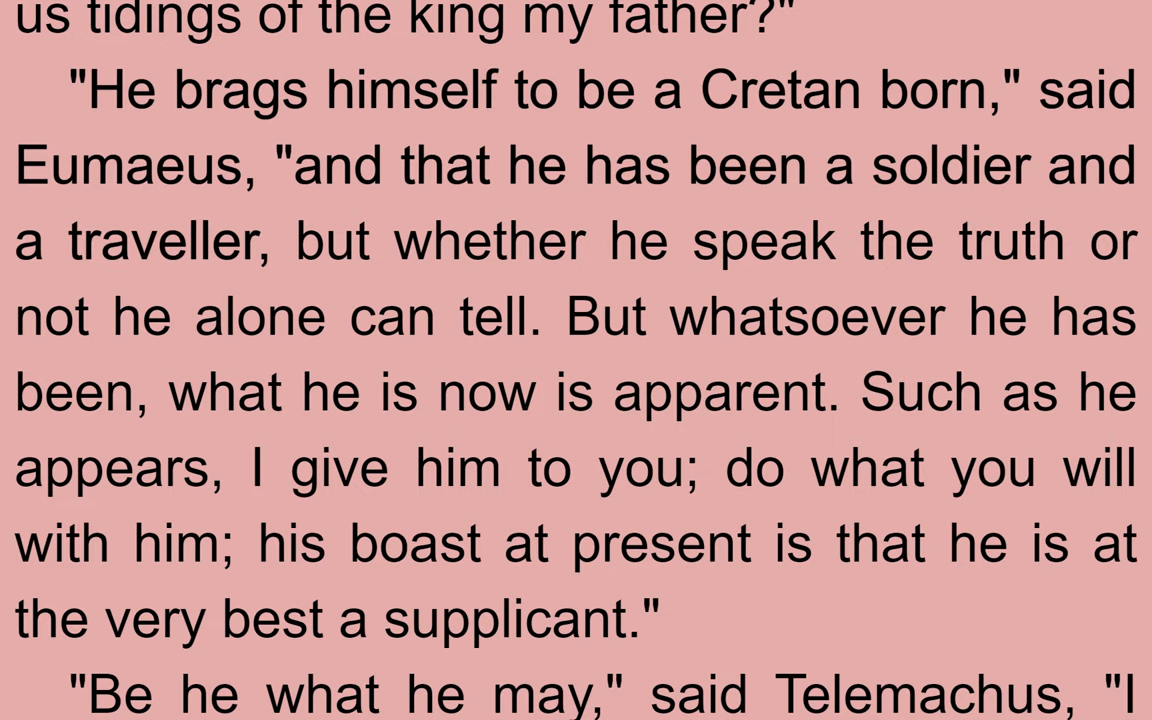 us tidings of the king my father?"
"He brags himself to be a Cretan born," said
Eumaeus, "and that he has been a soldier and
a traveller, but whether he speak the truth or
not he alone can tell. But whatsoever he has
been, what he is now is apparent. Such as he
appears, I give him to you; do what you will
with him; his boast at present is that he is at
the very best a supplicant."
"Be he what he may," said Telemachus, "I